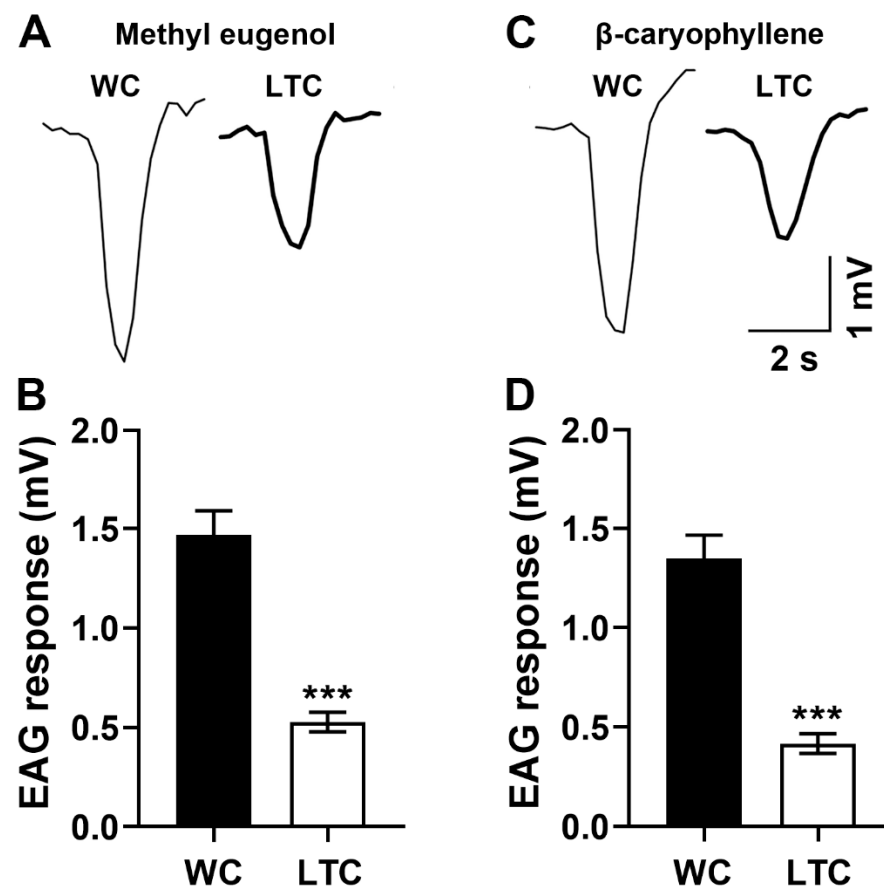 A Methyl eugenol
WC LTC
C β-caryophyllene
WC LTC
1 mV
2 s
B
EAG response (mV)
2.0
1.5
1.0
0.5
0.0
***
WC LTC
D
EAG response (mV)
2.0
1.5
1.0
0.5
0.0
***
WC LTC